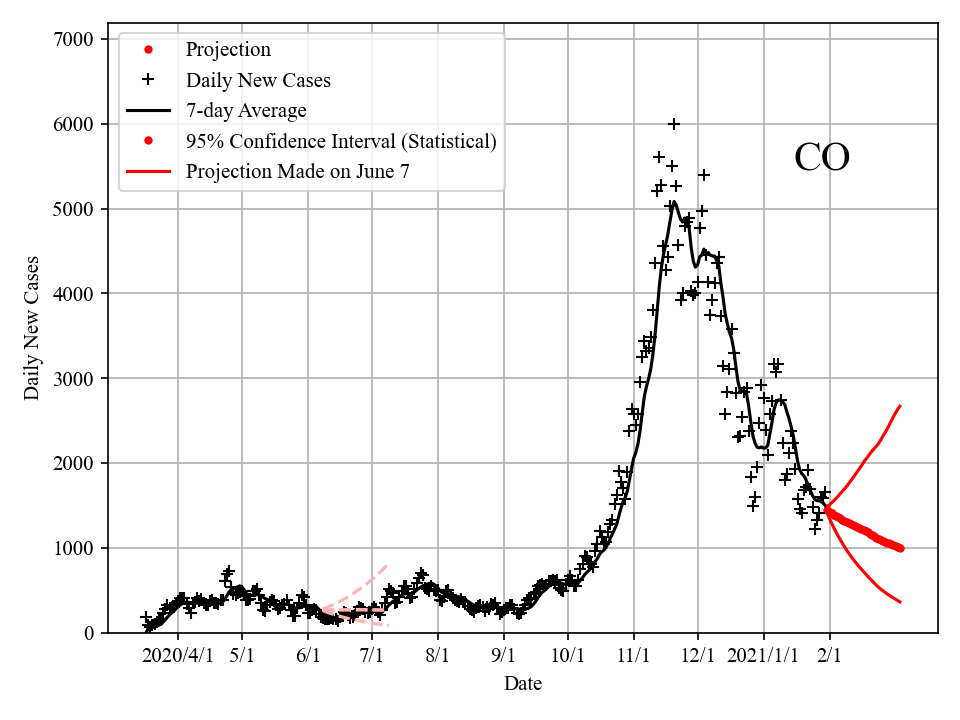 7000
6000
5000
4000
3000
2000
1000
0
Daily New Cases
Projection
Daily New Cases
7-day Average
95% Confidence Interval (Statistical)
Projection Made on June 7
CO
2020/4/1 5/1 6/1 7/1 8/1 9/1 10/1 11/1 12/1 2021/1/1 2/1
Date